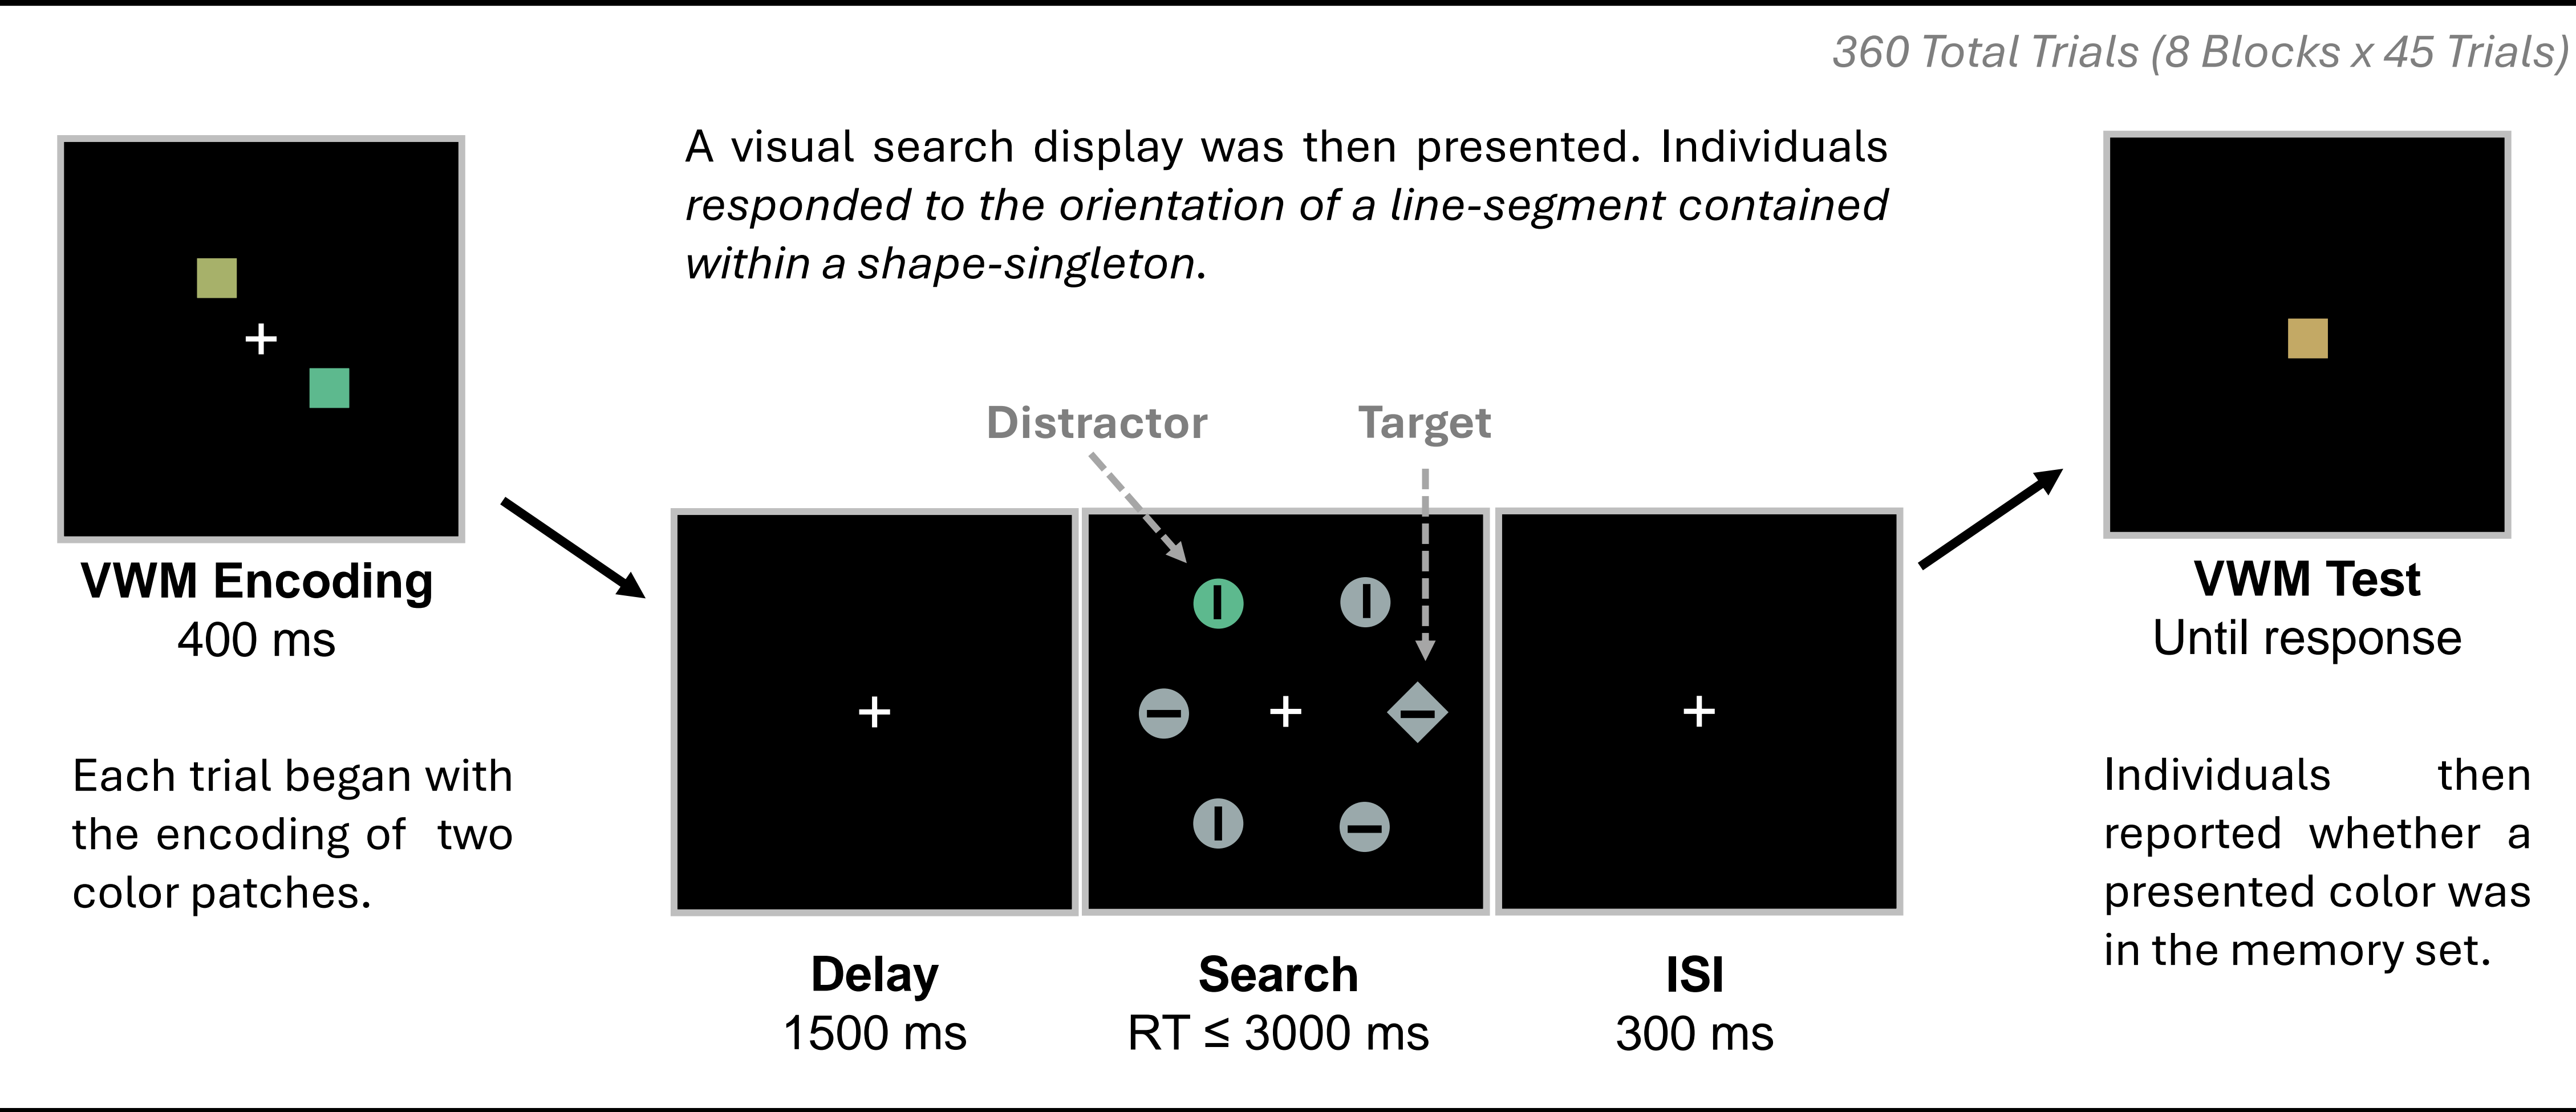 360 Total Trials (8 Blocks x 45 Trials)
A visual search display was then presented. Individuals
responded to the orientation of a line-segment contained
within a shape-singleton.
Distractor
Target
VWM Encoding
400 ms
Each trial began with
the encoding of two
color patches.
Delay
1500 ms
Search
RT ≤ 3000 ms
ISI
300 ms
VWM Test
Until response
Individuals then
reported whether a
presented color was
in the memory set.